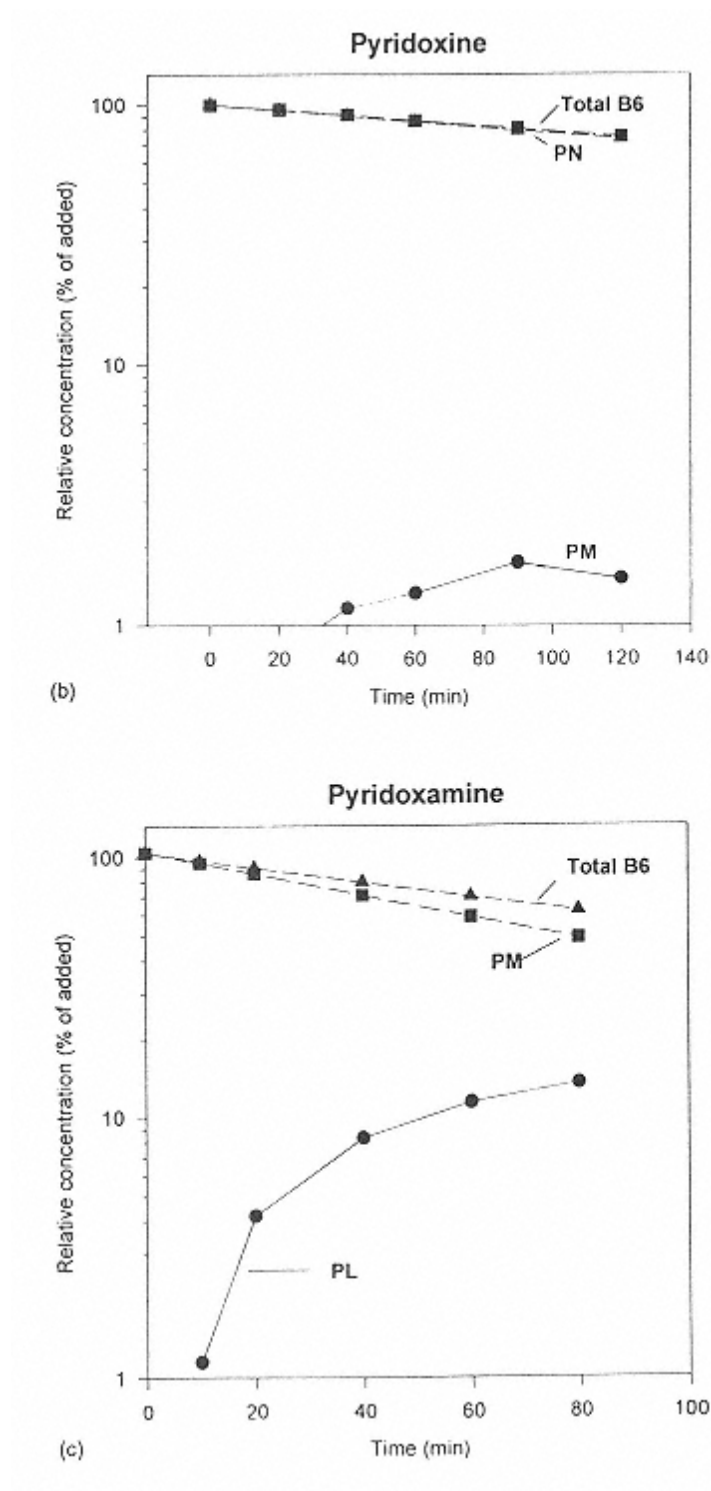 Pyridoxine
Relative concentration (% of added)
100
10
1
Total B6
PN
PM
0 20 40 60 80 100 120 140
Time (min)
(b)
Pyridoxamine
Relative concentration (% of added)
100
10
1
Total B6
PM
PL
0 20 40 60 80 100
Time (min)
(c)